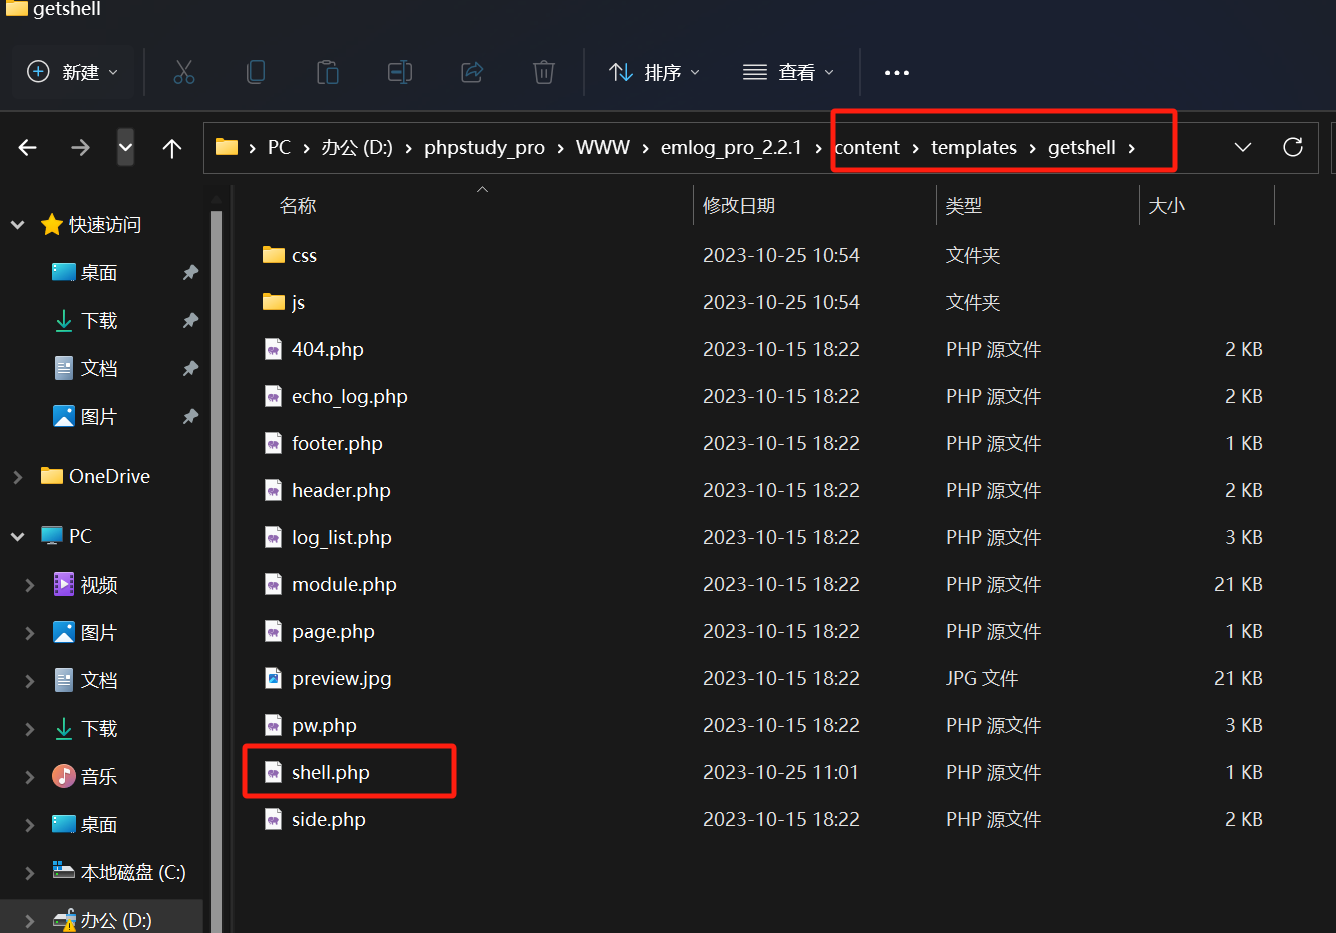 getshell
新建 排序 查看
PC 办公 (D:) phpstudy_pro WWW emlog_pro_2.2.1 content templates getshell
名称 修改日期 类型 大小
快速访问
桌面
下载
文档
图片
OneDrive
PC
视频
图片
文档
下载
音乐
桌面
本地磁盘 (C:)
办公 (D:)
css 2023-10-25 10:54 文件夹
js 2023-10-25 10:54 文件夹
404.php 2023-10-15 18:22 PHP 源文件 2 KB
echo_log.php 2023-10-15 18:22 PHP 源文件 2 KB
footer.php 2023-10-15 18:22 PHP 源文件 1 KB
header.php 2023-10-15 18:22 PHP 源文件 2 KB
log_list.php 2023-10-15 18:22 PHP 源文件 3 KB
module.php 2023-10-15 18:22 PHP 源文件 21 KB
page.php 2023-10-15 18:22 PHP 源文件 1 KB
preview.jpg 2023-10-15 18:22 JPG 文件 21 KB
pw.php 2023-10-15 18:22 PHP 源文件 3 KB
shell.php 2023-10-25 11:01 PHP 源文件 1 KB
side.php 2023-10-15 18:22 PHP 源文件 2 KB